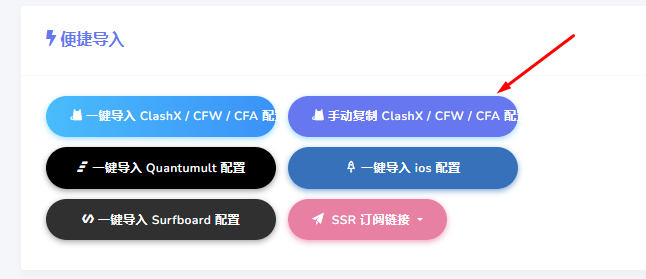 便捷导入
一键导入 ClashX / CFW / CFA 配
手动复制 ClashX / CFW / CFA 配
一键导入 Quantumult 配置
一键导入 ios 配置
一键导入 Surfboard 配置
SSR 订阅链接